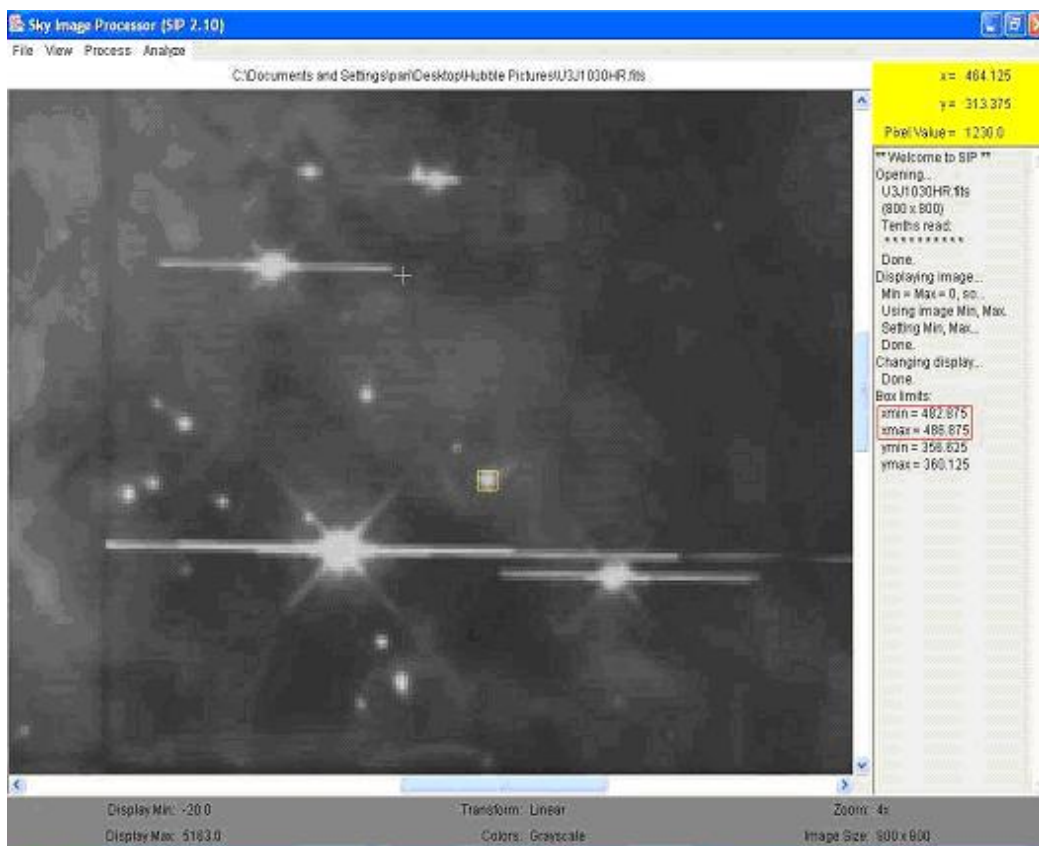 Sky Image Processor (SIP 2.10)
File View Process Analyze
C:\Documents and Settings\pari\Desktop\Hubble Pictures\U3J1030HR.fits
x= 464.125
y= 313.375
Pixel Value = 1230.0
** Welcome to SIP **
Opening...
U3J1030HR.fits
(800 x 800)
Tenths read:
**********
Done.
Displaying image...
Min = Max = 0, so...
Using image Min, Max.
Setting Min, Max...
Done.
Changing display...
Done.
Box limits:
xmin = 482.875
xmax = 486.875
ymin = 356.625
ymax = 360.125
Display Min: -20.0 Transform: Linear Zoom: 4x
Display Max: 5163.0 Colors: Grayscale Image Size: 800 x 800